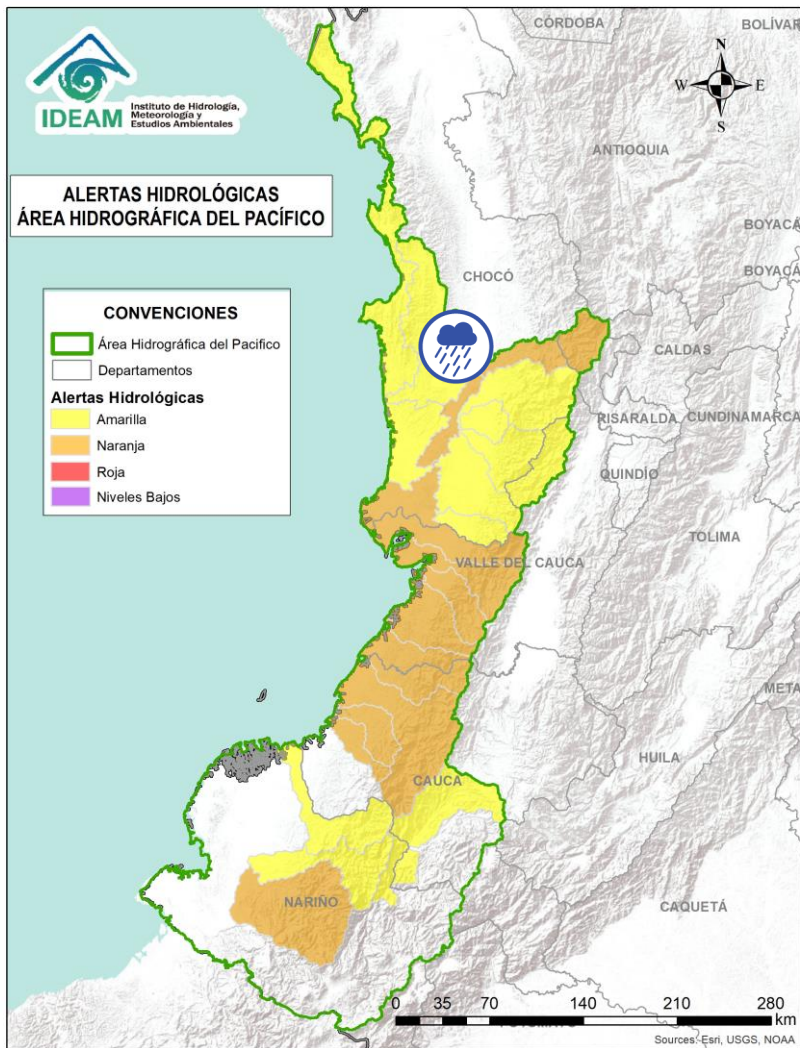 CÓRDOBA
BOLÍVAR
N
W
E
S
IDEAM
Instituto de Hidrología,
Meteorología y
Estudios Ambientales
ANTIOQUIA
ALERTAS HIDROLÓGICAS
ÁREA HIDROGRÁFICA DEL PACÍFICO
BOYACÁ
BOYACÁ
CHOCÓ
CONVENCIONES
Área Hidrográfica del Pacifico
Departamentos
Alertas Hidrológicas
Amarilla
Naranja
Roja
Niveles Bajos
CALDAS
RISARALDA
CUNDINAMARCA
QUINDÍO
TOLIMA
VALLE DEL CAUCA
META
HUILA
CAUCA
NARIÑO
CAQUETÁ
0 35 70 140 210 280
km
Sources: Esri, USGS, NOAA